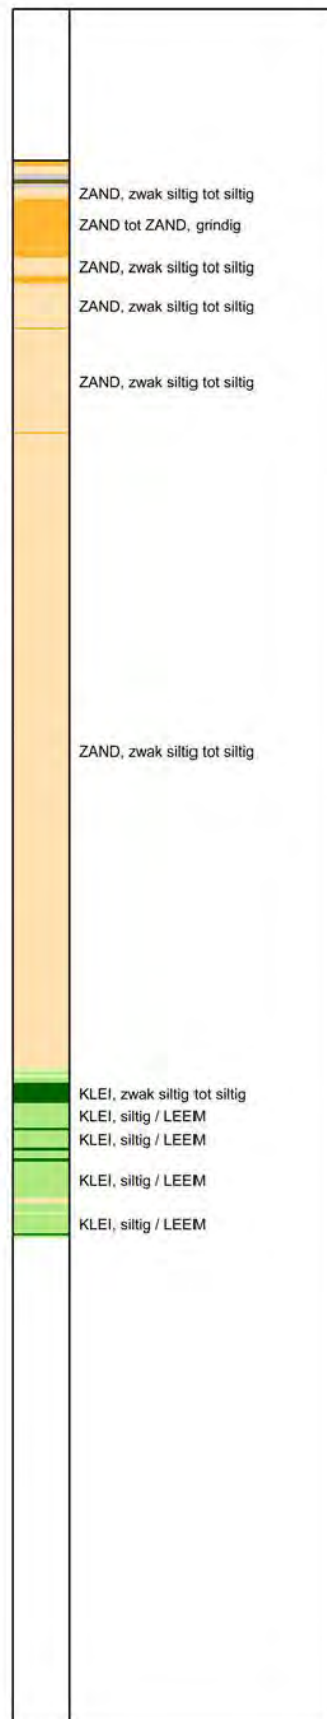 ZAND, zwak siltig tot siltig
ZAND tot ZAND, grindig
ZAND, zwak siltig tot siltig
ZAND, zwak siltig tot siltig
ZAND, zwak siltig tot siltig
ZAND, zwak siltig tot siltig
KLEI, zwak siltig tot siltig
KLEI, siltig / LEEM
KLEI, siltig / LEEM
KLEI, siltig / LEEM
KLEI, siltig / LEEM